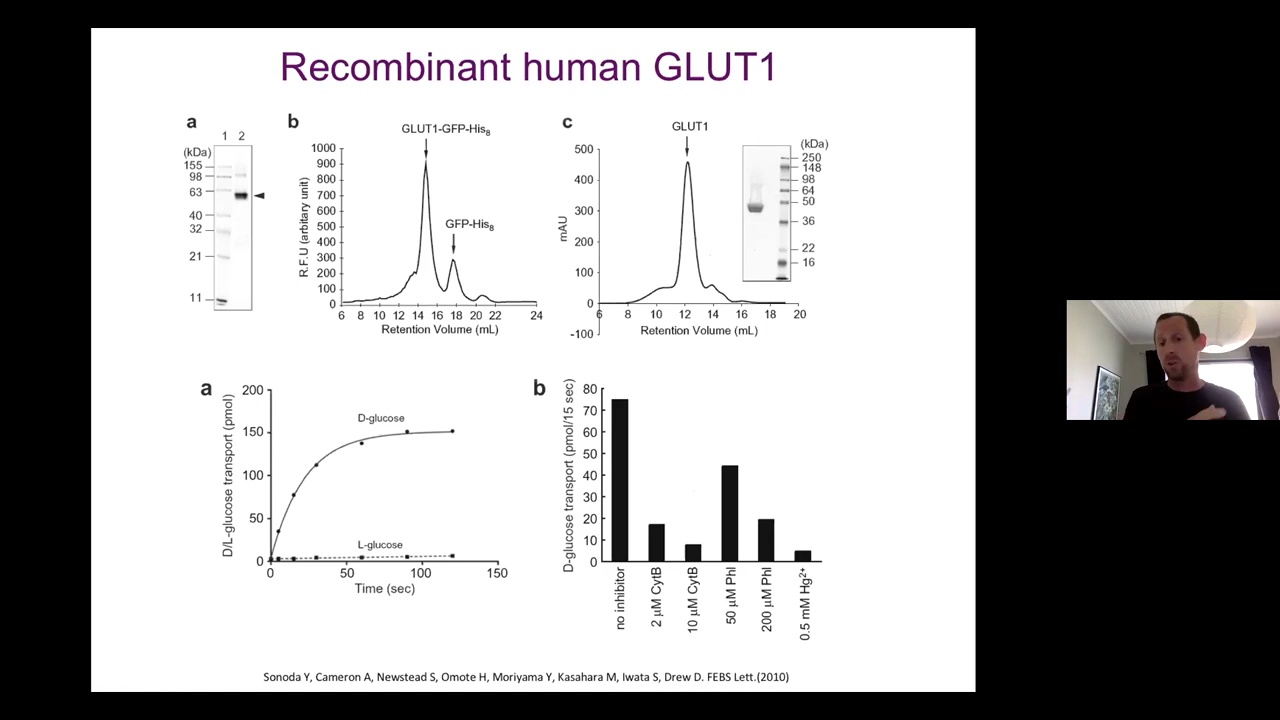 Recombinant human GLUT1
a
1 2
(kDa)
155
98
63
40
32
21
11
b
GLUT1-GFP-His8
GFP-His8
R.F.U (arbitary unit)
1000
900
800
700
600
500
400
300
200
100
0
6 8 10 12 14 16 18 20 22 24
Retention Volume (mL)
c
GLUT1
mAU
500
400
300
200
100
0
-100
6 8 10 12 14 16 18 20
Retention Volume (mL)
(kDa)
250
148
98
64
50
36
22
16
a
D/L-glucose transport (pmol)
200
150
100
50
0
D-glucose
L-glucose
0 50 100 150
Time (sec)
b
D-glucose transport (pmol/15 sec)
80
70
60
50
40
30
20
10
0
no inhibitor
2 μM CytB
10 μM CytB
50 μM Phl
200 μM Phl
0.5 mM Hg2+
Sonoda Y, Cameron A, Newstead S, Omote H, Moriyama Y, Kasahara M, Iwata S, Drew D. FEBS Lett.(2010)